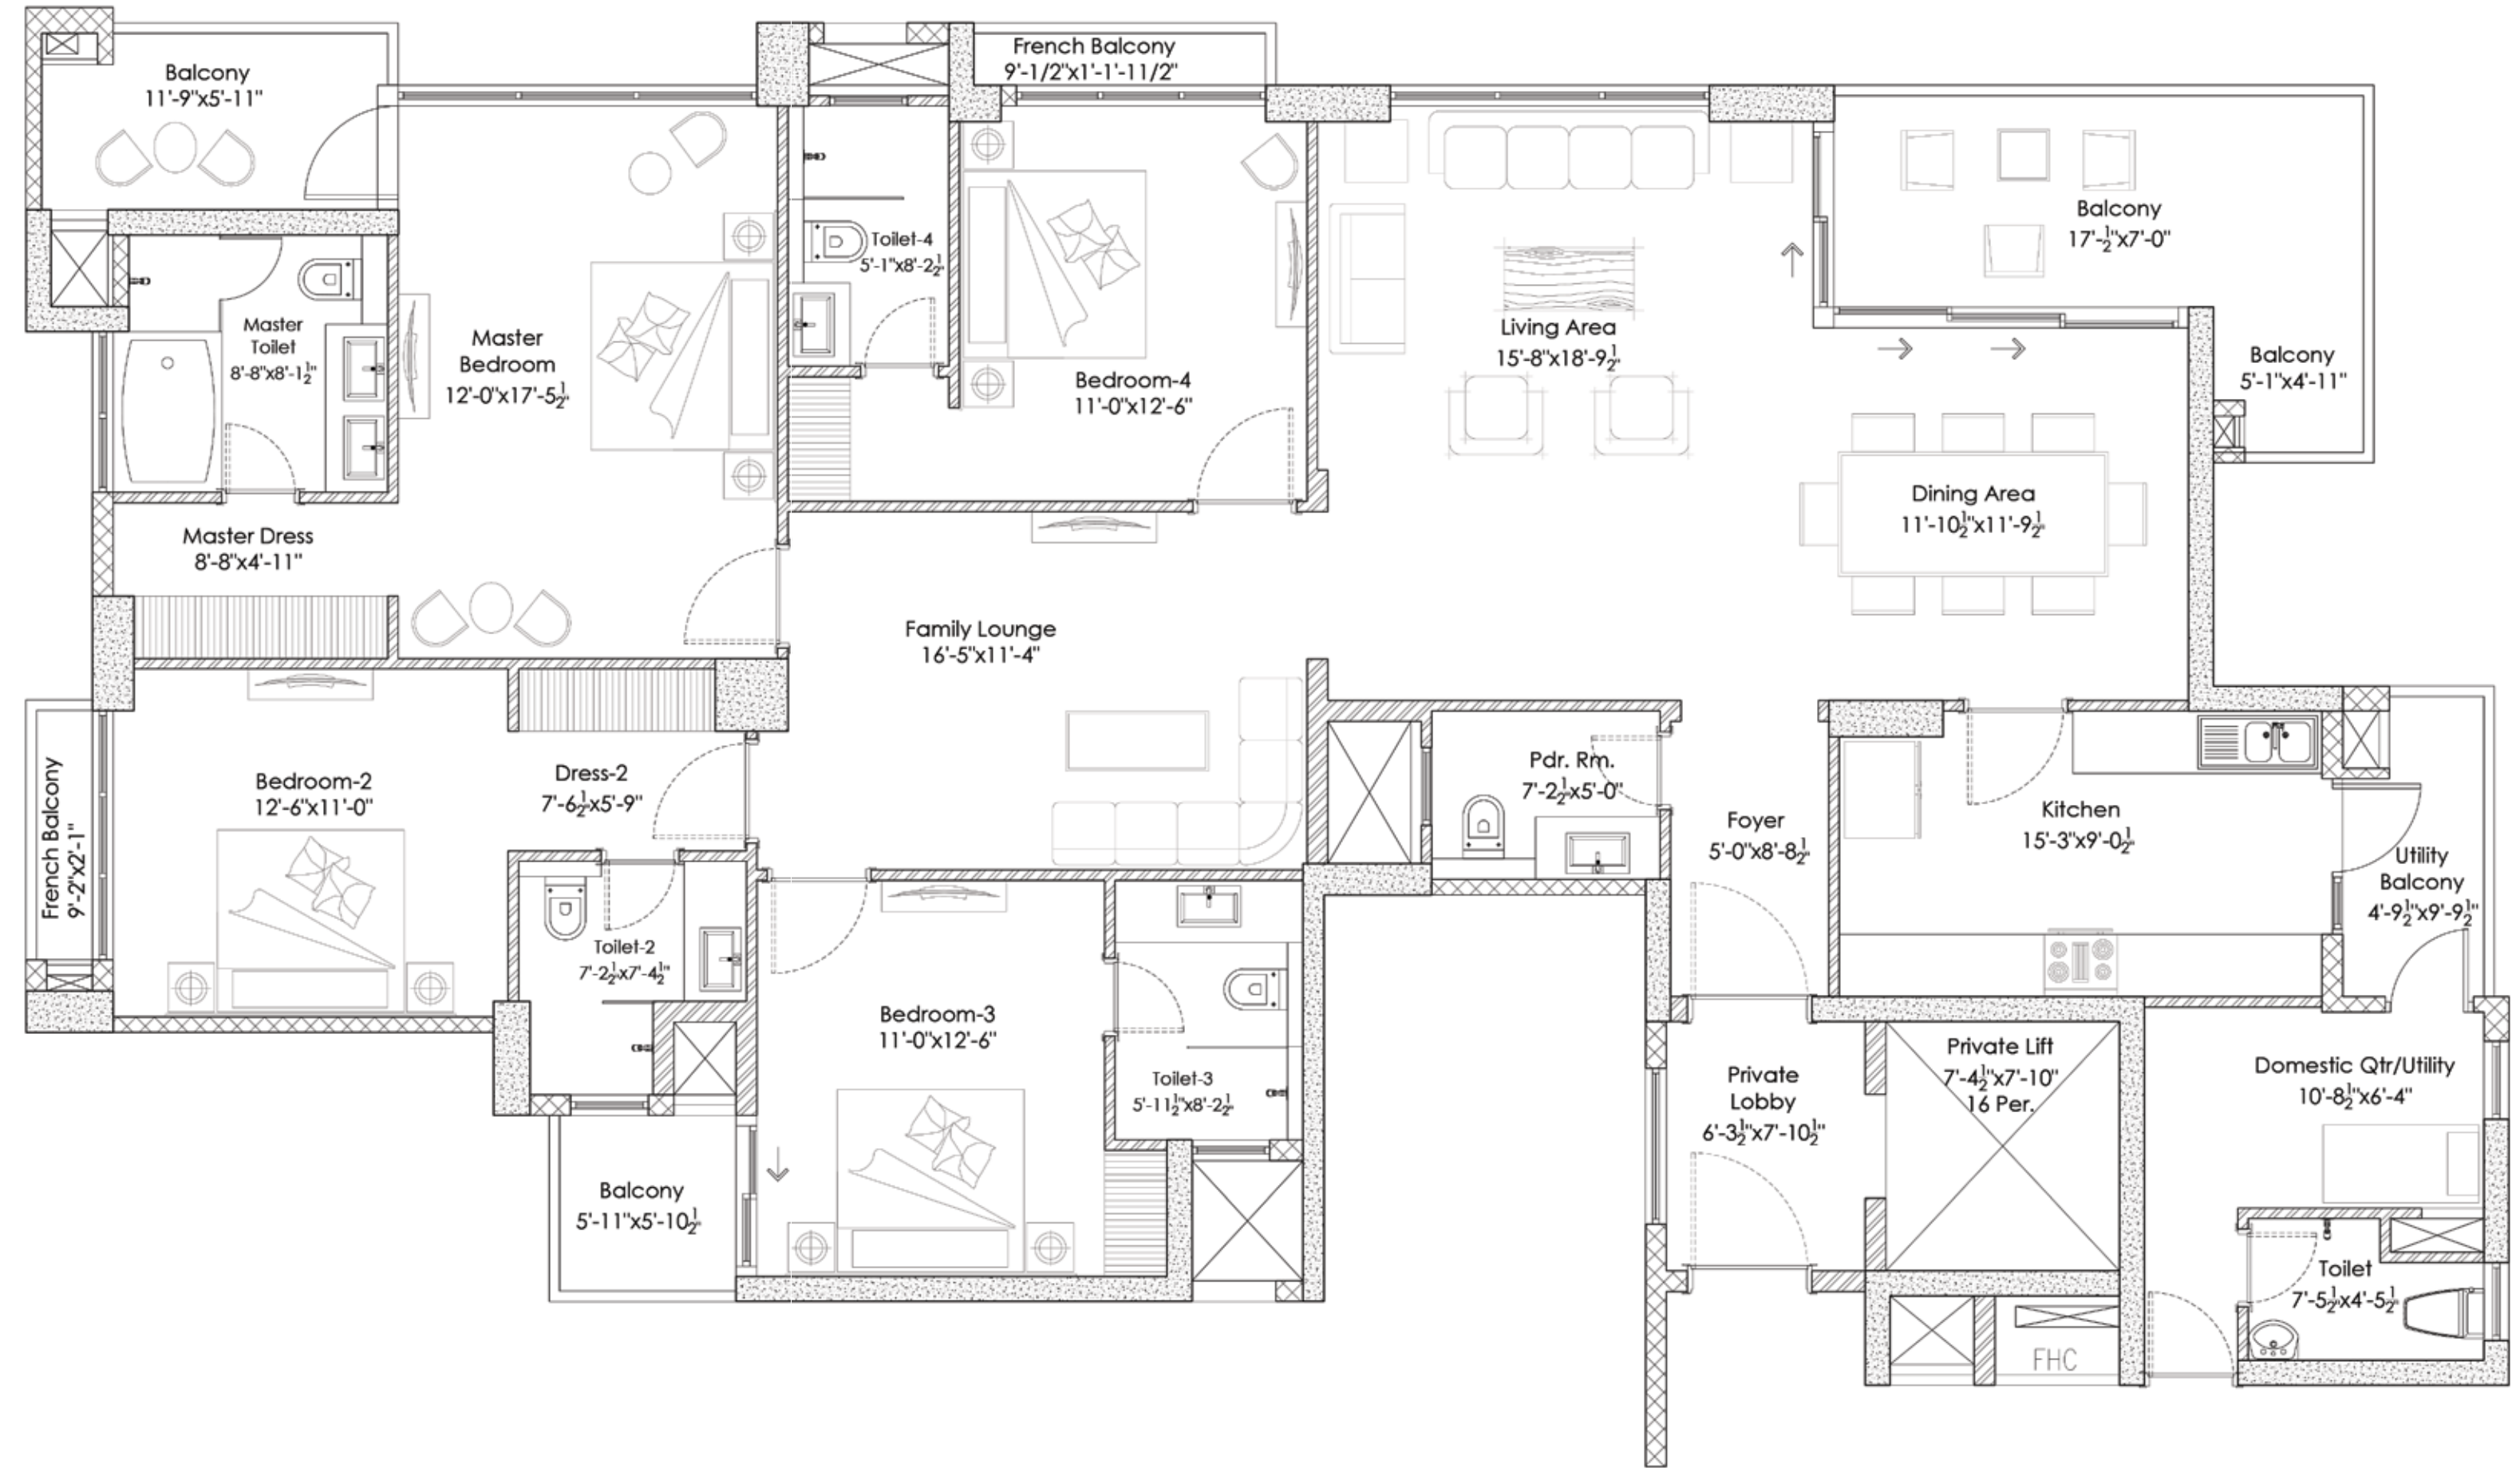 Balcony
11'-9"x5'-11"
French Balcony
9'-1/2"x1'-1'-11/2"
Balcony
17'-½"x7'-0"
Toilet-4
5'-1"x8'-2½"
Master
Toilet
8'-8"x8'-1½"
Master
Bedroom
12'-0"x17'-5½"
Bedroom-4
11'-0"x12'-6"
Living Area
15'-8"x18'-9½"
Balcony
5'-1"x4'-11"
Dining Area
11'-10½"x11'-9½"
Master Dress
8'-8"x4'-11"
Family Lounge
16'-5"x11'-4"
French Balcony
9'-2"x2'-1"
Bedroom-2
12'-6"x11'-0"
Dress-2
7'-6½"x5'-9"
Pdr. Rm.
7'-2½"x5'-0"
Foyer
5'-0"x8'-8½"
Kitchen
15'-3"x9'-0½"
Utility
Balcony
4'-9½"x9'-9½"
Toilet-2
7'-2½"x7'-4½"
Bedroom-3
11'-0"x12'-6"
Toilet-3
5'-11½"x8'-2½"
Private
Lobby
6'-3½"x7'-10½"
Private Lift
7'-4½"x7'-10"
16 Per.
Domestic Qtr/Utility
10'-8½"x6'-4"
Balcony
5'-11"x5'-10½"
Toilet
7'-5½"x4'-5½"
FHC